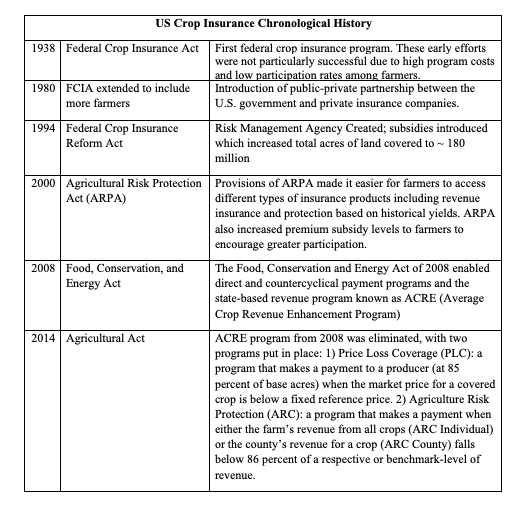 US Crop Insurance Chronological History
1938 Federal Crop Insurance Act First federal crop insurance program. These early efforts
were not particularly successful due to high program costs
and low participation rates among farmers.
1980 FCIA extended to include Introduction of public-private partnership between the
more farmers U.S. government and private insurance companies.
1994 Federal Crop Insurance Risk Management Agency Created; subsidies introduced
Reform Act which increased total acres of land covered to ~ 180
million
2000 Agricultural Risk Protection Provisions of ARPA made it easier for farmers to access
Act (ARPA) different types of insurance products including revenue
insurance and protection based on historical yields. ARPA
also increased premium subsidy levels to farmers to
encourage greater participation.
2008 Food, Conservation, and The Food, Conservation and Energy Act of 2008 enabled
Energy Act direct and countercyclical payment programs and the
state-based revenue program known as ACRE (Average
Crop Revenue Enhancement Program)
2014 Agricultural Act ACRE program from 2008 was eliminated, with two
programs put in place: 1) Price Loss Coverage (PLC): a
program that makes a payment to a producer (at 85
percent of base acres) when the market price for a covered
crop is below a fixed reference price. 2) Agriculture Risk
Protection (ARC): a program that makes a payment when
either the farm's revenue from all crops (ARC Individual)
or the county's revenue for a crop (ARC County) falls
below 86 percent of a respective or benchmark-level of
revenue.